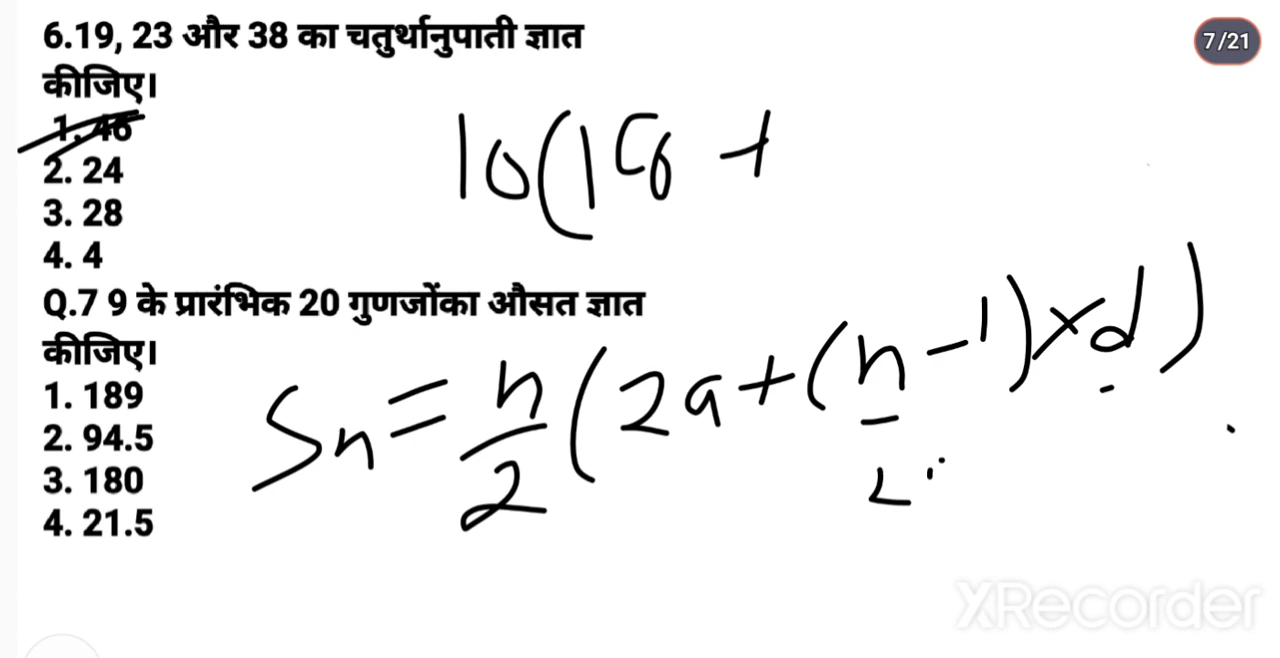 6.19, 23 और 38 का चतुर्थानुपाती ज्ञात
7/21
कीजिए।
1. 46
2. 24
3. 28
4. 4
10(18 +
Q.7 9 के प्रारंभिक 20 गुणजोंका औसत ज्ञात
कीजिए।
1. 189
2. 94.5
3. 180
4. 21.5
Sn = n/2 (2a + (n - 1) × d)
XRecorder